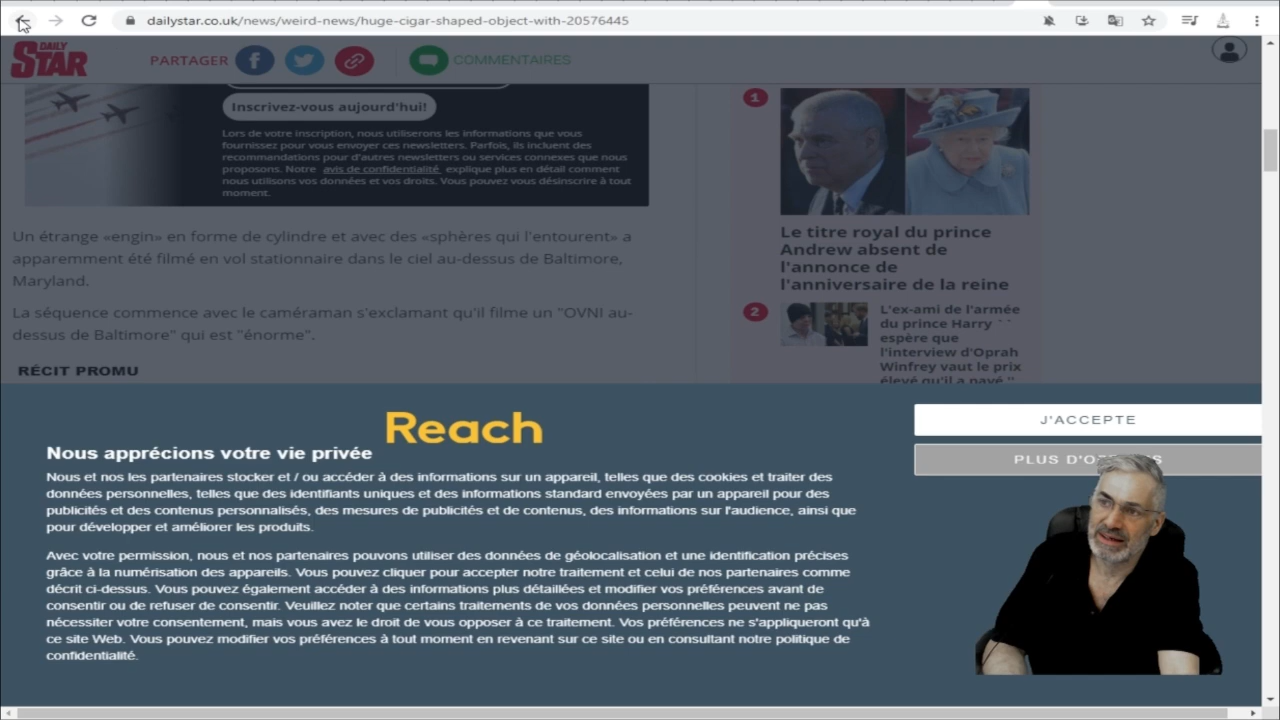 dailystar.co.uk/news/weird-news/huge-cigar-shaped-object-with-20576445
DAILY
STAR
PARTAGER
COMMENTAIRES
Inscrivez-vous aujourd'hui!
Lors de votre inscription, nous utiliserons les informations que vous
fournissez pour vous envoyer ces newsletters. Parfois, ils incluent des
recommandations pour d'autres newsletters ou services connexes que nous
proposons. Notre avis de confidentialité explique plus en détail comment
nous utilisons vos données et vos droits. Vous pouvez vous désinscrire à tout
moment.
Un étrange «engin» en forme de cylindre et avec des «sphères qui l'entourent» a
apparemment été filmé en vol stationnaire dans le ciel au-dessus de Baltimore,
Maryland.
La séquence commence avec le caméreman s'exclamant qu'il filme un "OVNI au-
dessus de Baltimore" qui est "énorme".
RÉCIT PROMU
1
Le titre royal du prince
Andrew absent de
l'annonce de
l'anniversaire de la reine
2
L'ex-ami de l'armée
du prince Harry ``
espère que
l'interview d'Oprah
Winfrey vaut le prix
élevé qu'il a payé ''
Reach
Nous apprécions votre vie privée
Nous et nos les partenaires stocker et / ou accéder à des informations sur un appareil, telles que des cookies et traiter des
données personnelles, telles que des identifiants uniques et des informations standard envoyées par un appareil pour des
publicités et des contenus personnalisés, des mesures de publicités et de contenus, des informations sur l'audience, ainsi que
pour développer et améliorer les produits.
Avec votre permission, nous et nos partenaires pouvons utiliser des données de géolocalisation et une identification précises
grâce à la numérisation des appareils. Vous pouvez cliquer pour accepter notre traitement et celui de nos partenaires comme
décrit ci-dessus. Vous pouvez également accéder à des informations plus détaillées et modifier vos préférences avant de
consentir ou de refuser de consentir. Veuillez noter que certains traitements de vos données personnelles peuvent ne pas
nécessiter votre consentement, mais vous avez le droit de vous opposer à ce traitement. Vos préférences ne s'appliqueront qu'à
ce site Web. Vous pouvez modifier vos préférences à tout moment en revenant sur ce site ou en consultant notre politique de
confidentialité.
J'ACCEPTE
PLUS